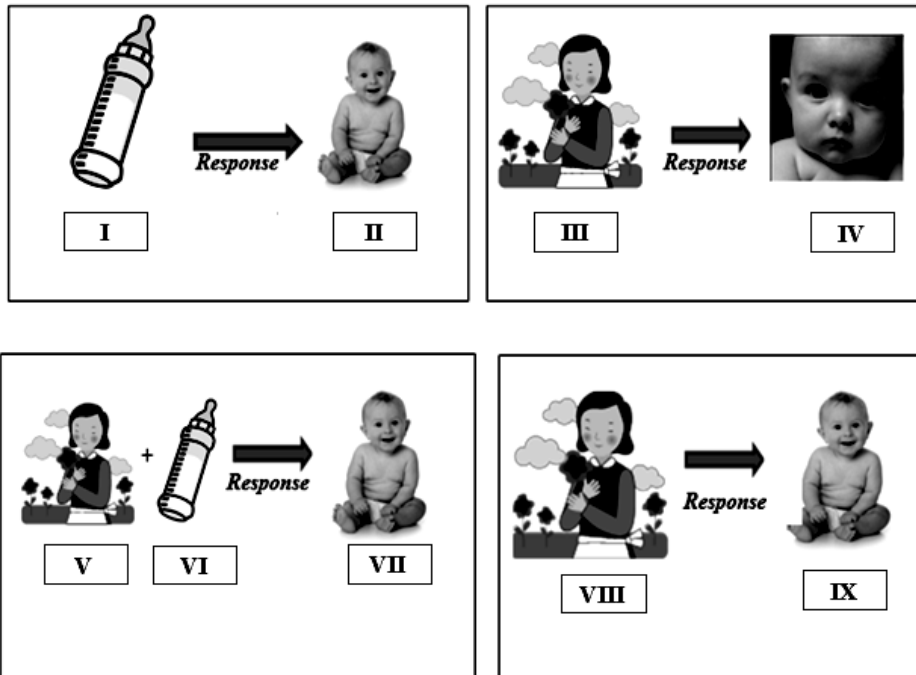 Response
I
II
Response
III
IV
+
Response
V
VI
VII
Response
VIII
IX